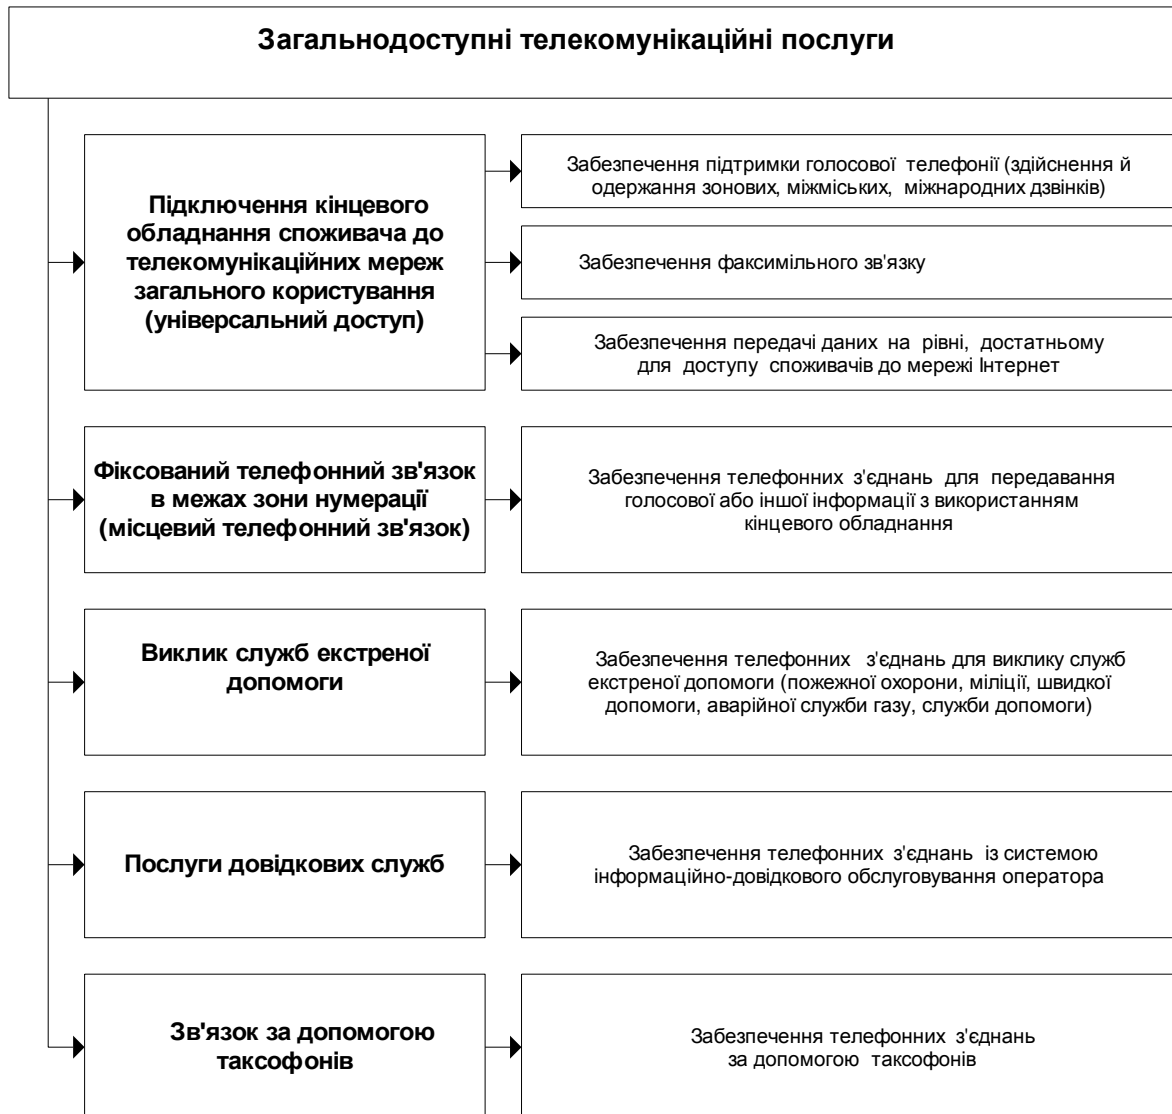 Загальнодоступні телекомунікаційні послуги
Підключення кінцевого
обладнання споживача до
телекомунікаційних мереж
загального користування
(універсальний доступ)
Забезпечення підтримки голосової телефонії (здійснення й
одержання зонових, міжміських, міжнародних дзвінків)
Забезпечення факсимільного зв'язку
Забезпечення передачі даних на рівні, достатньому
для доступу споживачів до мережі Інтернет
Фіксований телефонний зв'язок
в межах зони нумерації
(місцевий телефонний зв'язок)
Забезпечення телефонних з'єднань для передавання
голосової або іншої інформації з використанням
кінцевого обладнання
Виклик служб екстреної
допомоги
Забезпечення телефонних з'єднань для виклику служб
екстреної допомоги (пожежної охорони, міліції, швидкої
допомоги, аварійної служби газу, служби допомоги)
Послуги довідкових служб
Забезпечення телефонних з'єднань із системою
інформаційно-довідкового обслуговування оператора
Зв'язок за допомогою
таксофонів
Забезпечення телефонних з'єднань
за допомогою таксофонів